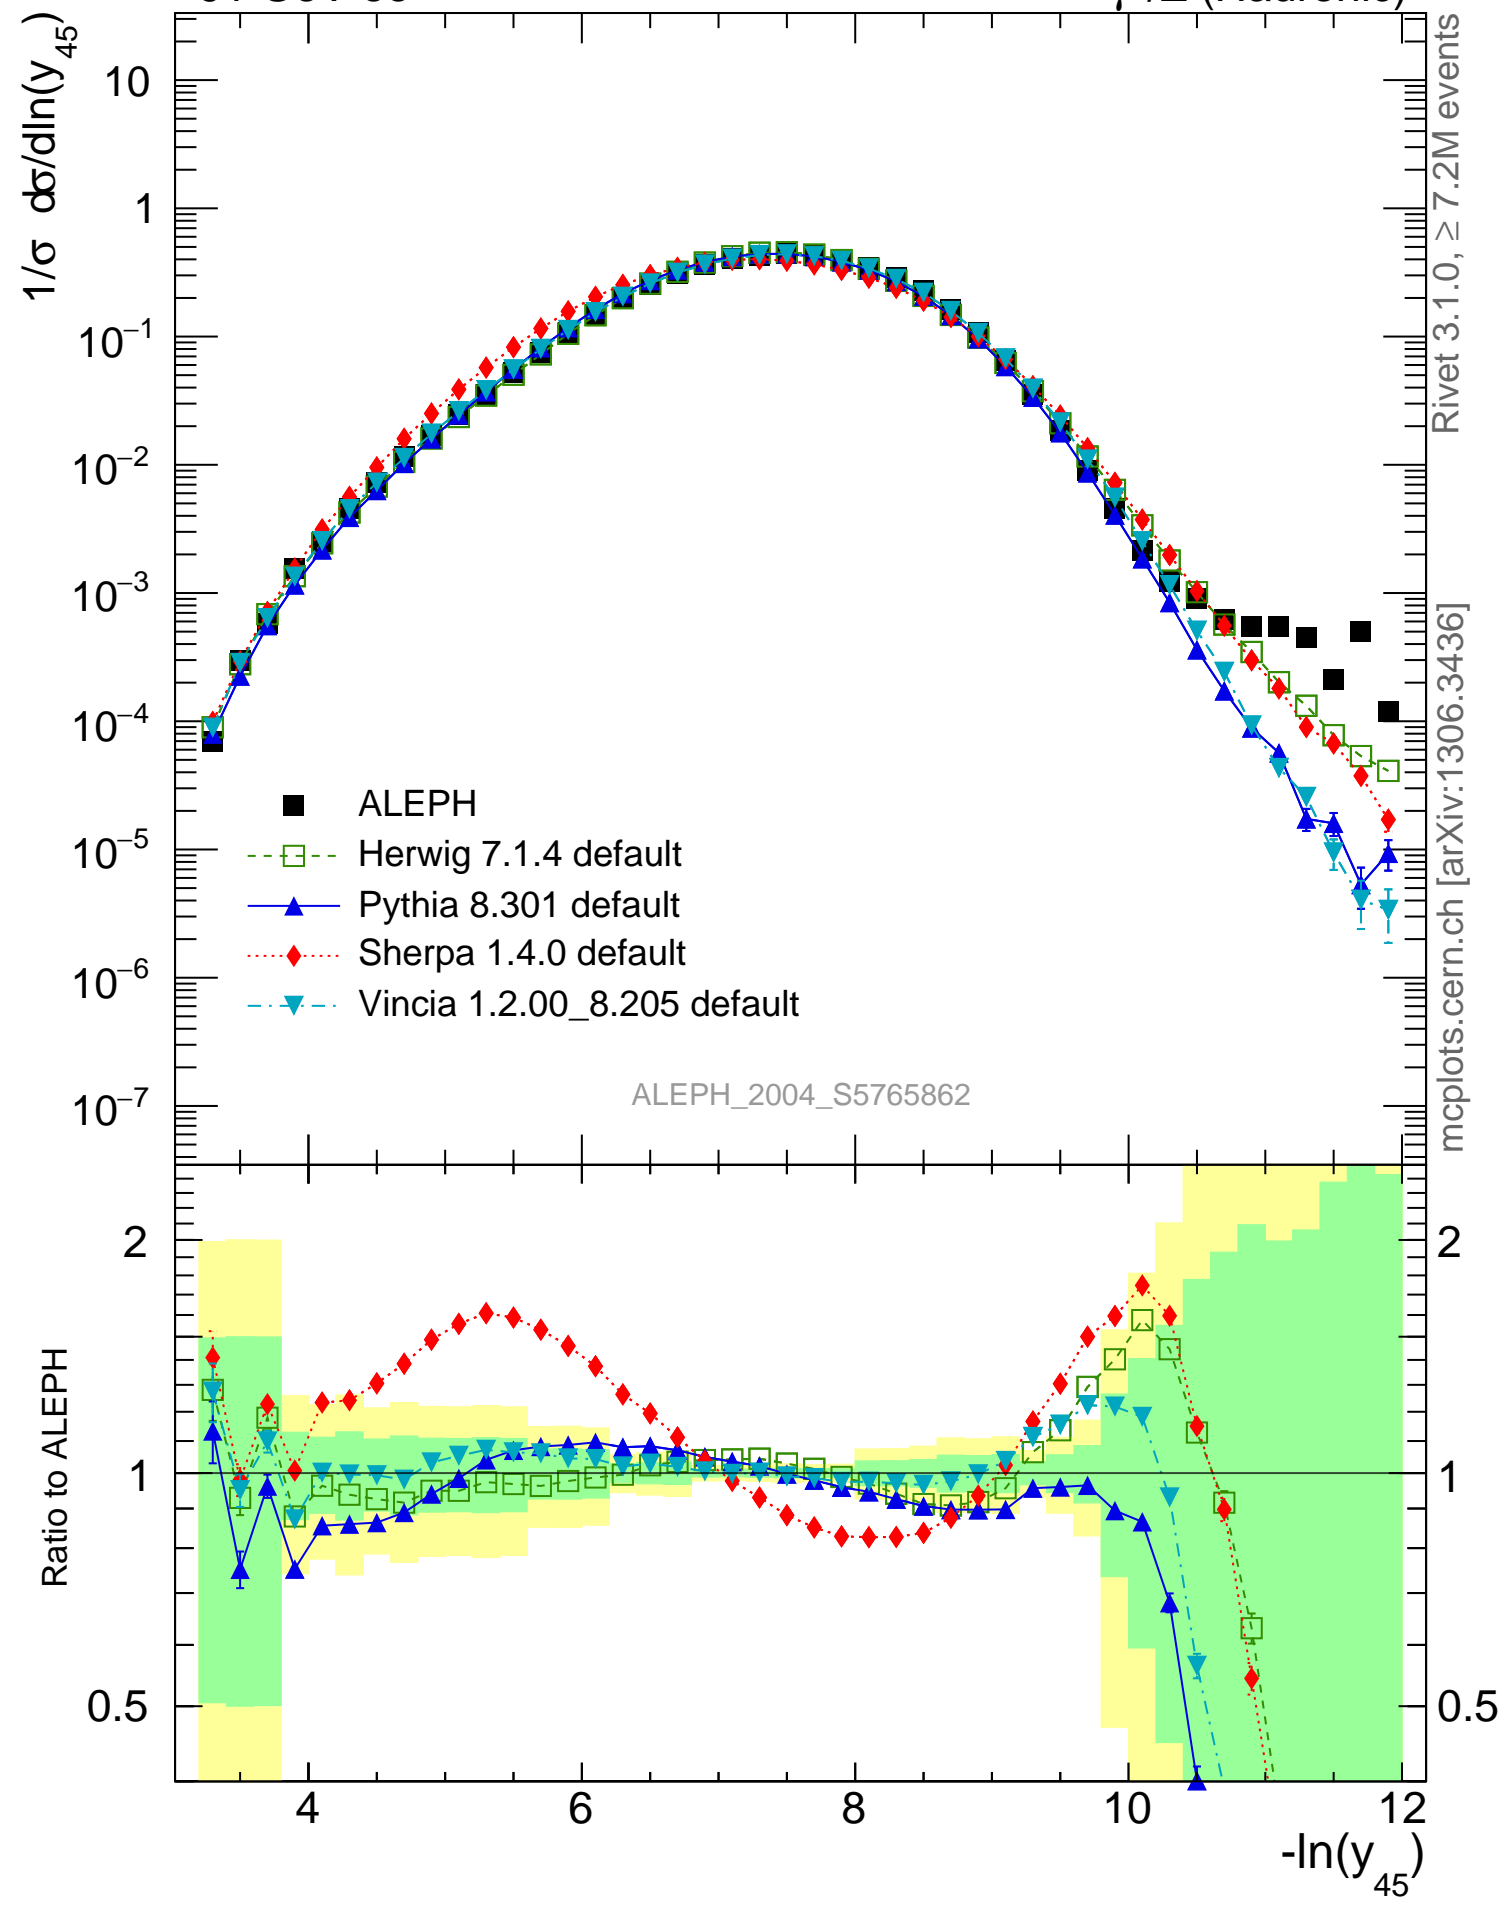 1/σ dσ/dln(y45)
10
1
10−1
10−2
10−3
10−4
10−5
10−6
10−7
ALEPH
Herwig 7.1.4 default
Pythia 8.301 default
Sherpa 1.4.0 default
Vincia 1.2.00_8.205 default
ALEPH_2004_S5765862
Rivet 3.1.0, ≥ 7.2M events
mcplots.cern.ch [arXiv:1306.3436]
Ratio to ALEPH
2
1
0.5
2
1
0.5
4 6 8 10 12
-ln(y45)